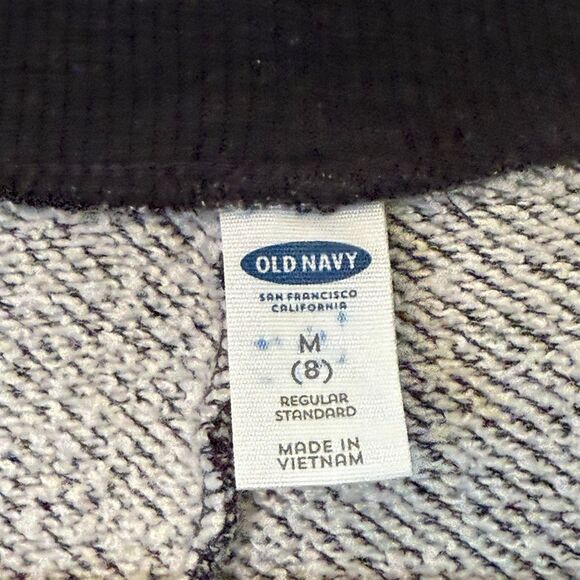 OLD NAVY
SAN FRANCISCO
CALIFORNIA
M
(8)
REGULAR
STANDARD
MADE IN
VIETNAM